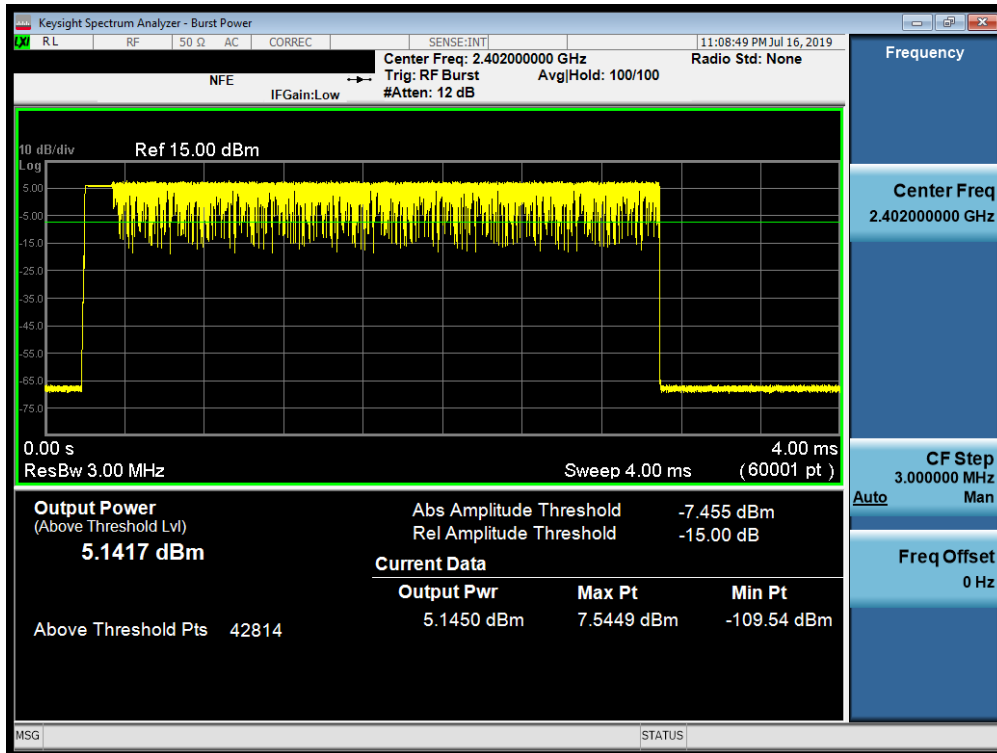 Keysight Spectrum Analyzer - Burst Power
LXI RL RF 50 Ω AC CORREC SENSE:INT 11:08:49 PM Jul 16, 2019
Center Freq: 2.402000000 GHz Radio Std: None
NFE Trig: RF Burst Avg|Hold: 100/100
IFGain:Low #Atten: 12 dB
10 dB/div Ref 15.00 dBm
Log
5.00
-5.00
-15.0
-25.0
-35.0
-45.0
-55.0
-65.0
-75.0
0.00 s 4.00 ms
ResBw 3.00 MHz Sweep 4.00 ms (60001 pt)
Output Power
(Above Threshold Lvl)
5.1417 dBm
Above Threshold Pts 42814
Abs Amplitude Threshold -7.455 dBm
Rel Amplitude Threshold -15.00 dB
Current Data
Output Pwr Max Pt Min Pt
5.1450 dBm 7.5449 dBm -109.54 dBm
Frequency
Center Freq
2.402000000 GHz
CF Step
3.000000 MHz
Auto Man
Freq Offset
0 Hz
MSG STATUS